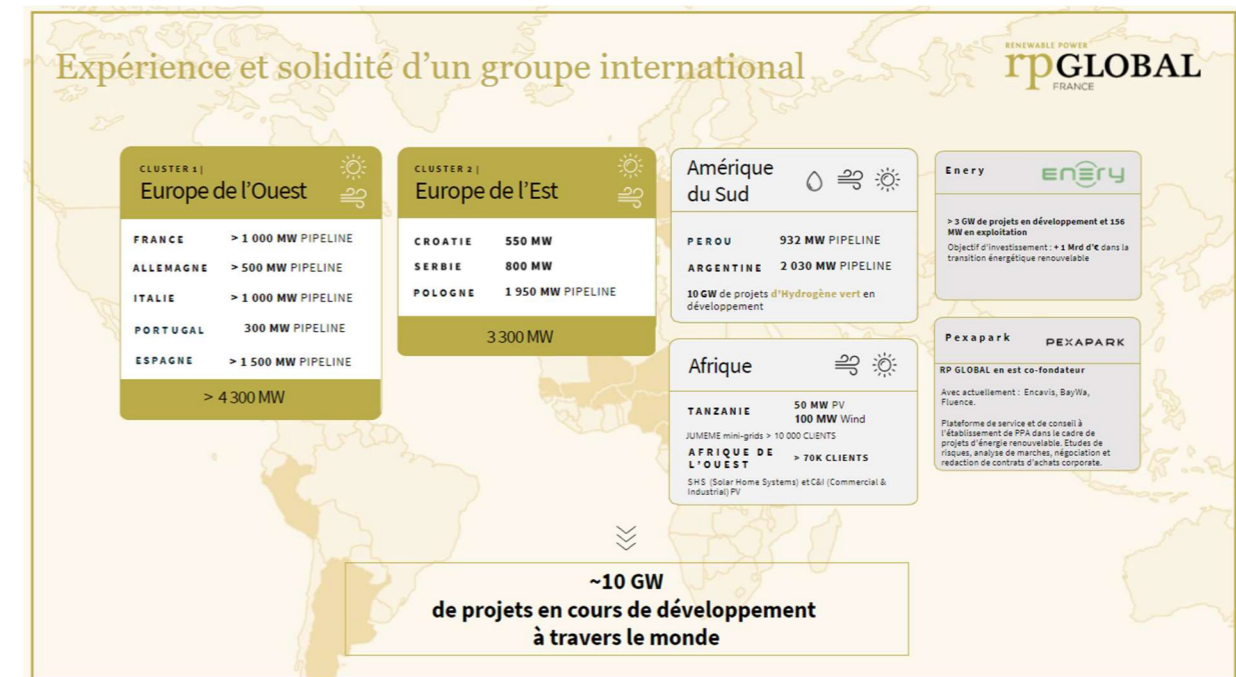 Expérience et solidité d'un groupe international
RENEWABLE POWER
rpGLOBAL
FRANCE
CLUSTER 1 |
Europe de l'Ouest
FRANCE > 1 000 MW PIPELINE
ALLEMAGNE > 500 MW PIPELINE
ITALIE > 1 000 MW PIPELINE
PORTUGAL 300 MW PIPELINE
ESPAGNE > 1 500 MW PIPELINE
> 4 300 MW
CLUSTER 2 |
Europe de l'Est
CROATIE 550 MW
SERBIE 800 MW
POLOGNE 1 950 MW PIPELINE
3 300 MW
Amérique
du Sud
PEROU 932 MW PIPELINE
ARGENTINE 2 030 MW PIPELINE
10 GW de projets d'Hydrogène vert en
développement
Afrique
TANZANIE 50 MW PV
100 MW Wind
JUMEME mini-grids > 10 000 CLIENTS
AFRIQUE DE
L'OUEST > 70K CLIENTS
SHS (Solar Home Systems) et C&I (Commercial &
Industrial) PV
Enery
ENERY
> 3 GW de projets en développement et 156
MW en exploitation
Objectif d'investissement : + 1 Mrd d'€ dans la
transition énergétique renouvelable
Pexapark
PEXAPARK
RP GLOBAL en est co-fondateur
Avec actuellement : Encavis, BayWa,
Fluence.
Plateforme de service et de conseil à
l'établissement de PPA dans le cadre de
projets d'énergie renouvelable. Etudes de
risques, analyse de marches, négociation et
redaction de contrats d'achats corporate.
~10 GW
de projets en cours de développement
à travers le monde